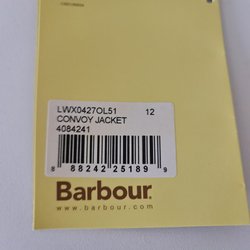 LWX0427OL51 12
CONVOY JACKET
4084241
8 88242 25189 9
Barbour®
www.barbour.com